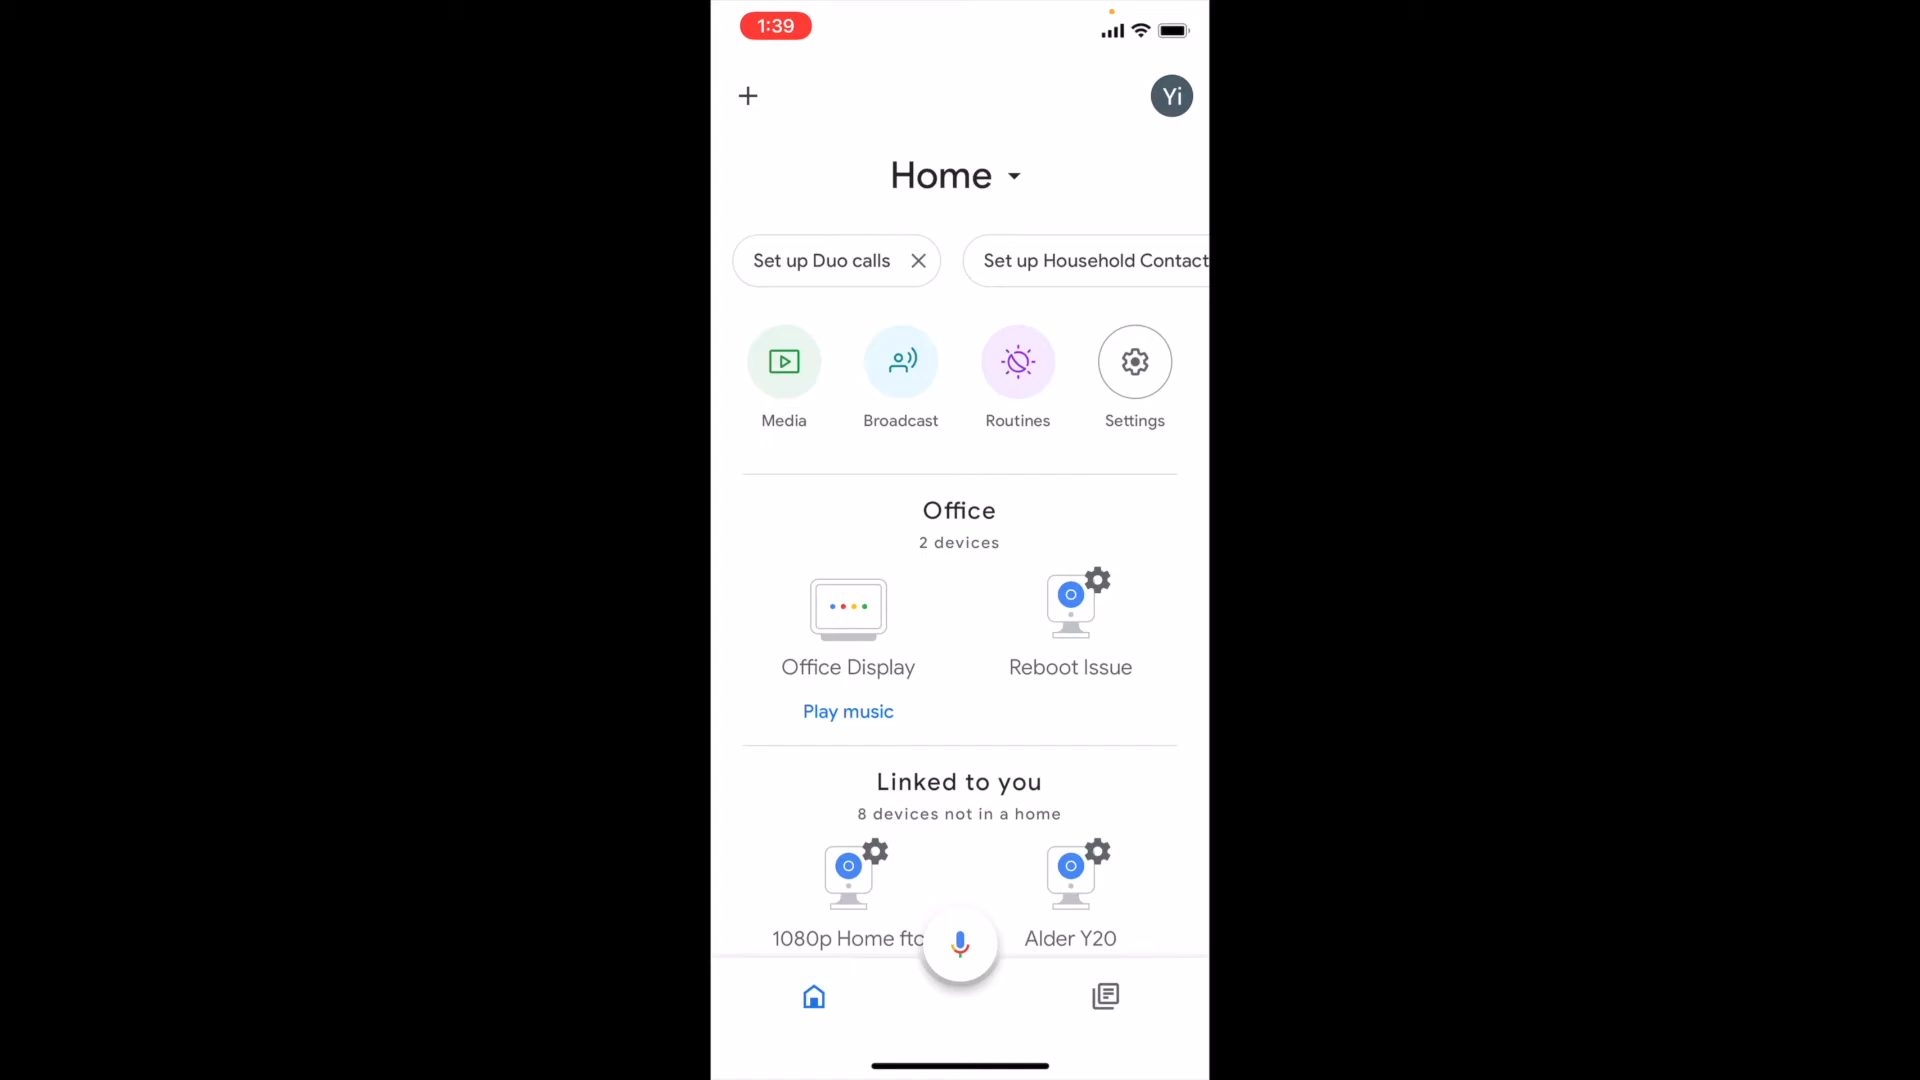 1:39
Yi
Home
Set up Duo calls
Set up Household Contact
Media
Broadcast
Routines
Settings
Office
2 devices
Office Display
Reboot Issue
Play music
Linked to you
8 devices not in a home
1080p Home
Alder Y20